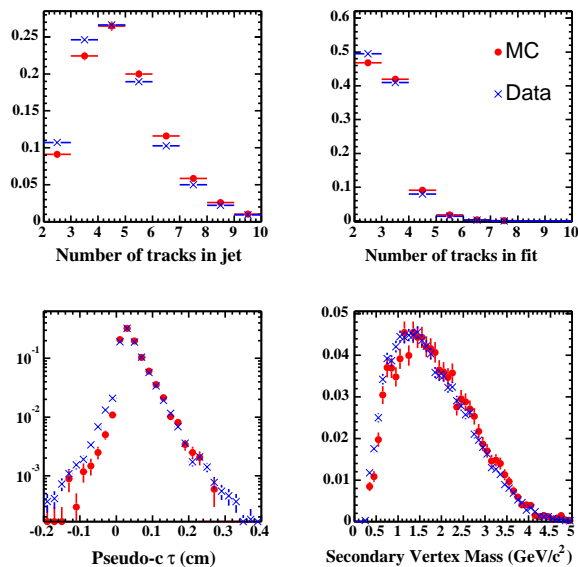 0.25
0.2
0.15
0.1
0.05
0
2 3 4 5 6 7 8 9 10
Number of tracks in jet
0.6
0.5
0.4
0.3
0.2
0.1
0
MC
Data
2 3 4 5 6 7 8 9 10
Number of tracks in fit
10^-1
10^-2
10^-3
-0.2 -0.1 0 0.1 0.2 0.3 0.4
Pseudo-c τ (cm)
0.05
0.04
0.03
0.02
0.01
0
0 0.5 1 1.5 2 2.5 3 3.5 4 4.5 5
Secondary Vertex Mass (GeV/c²)